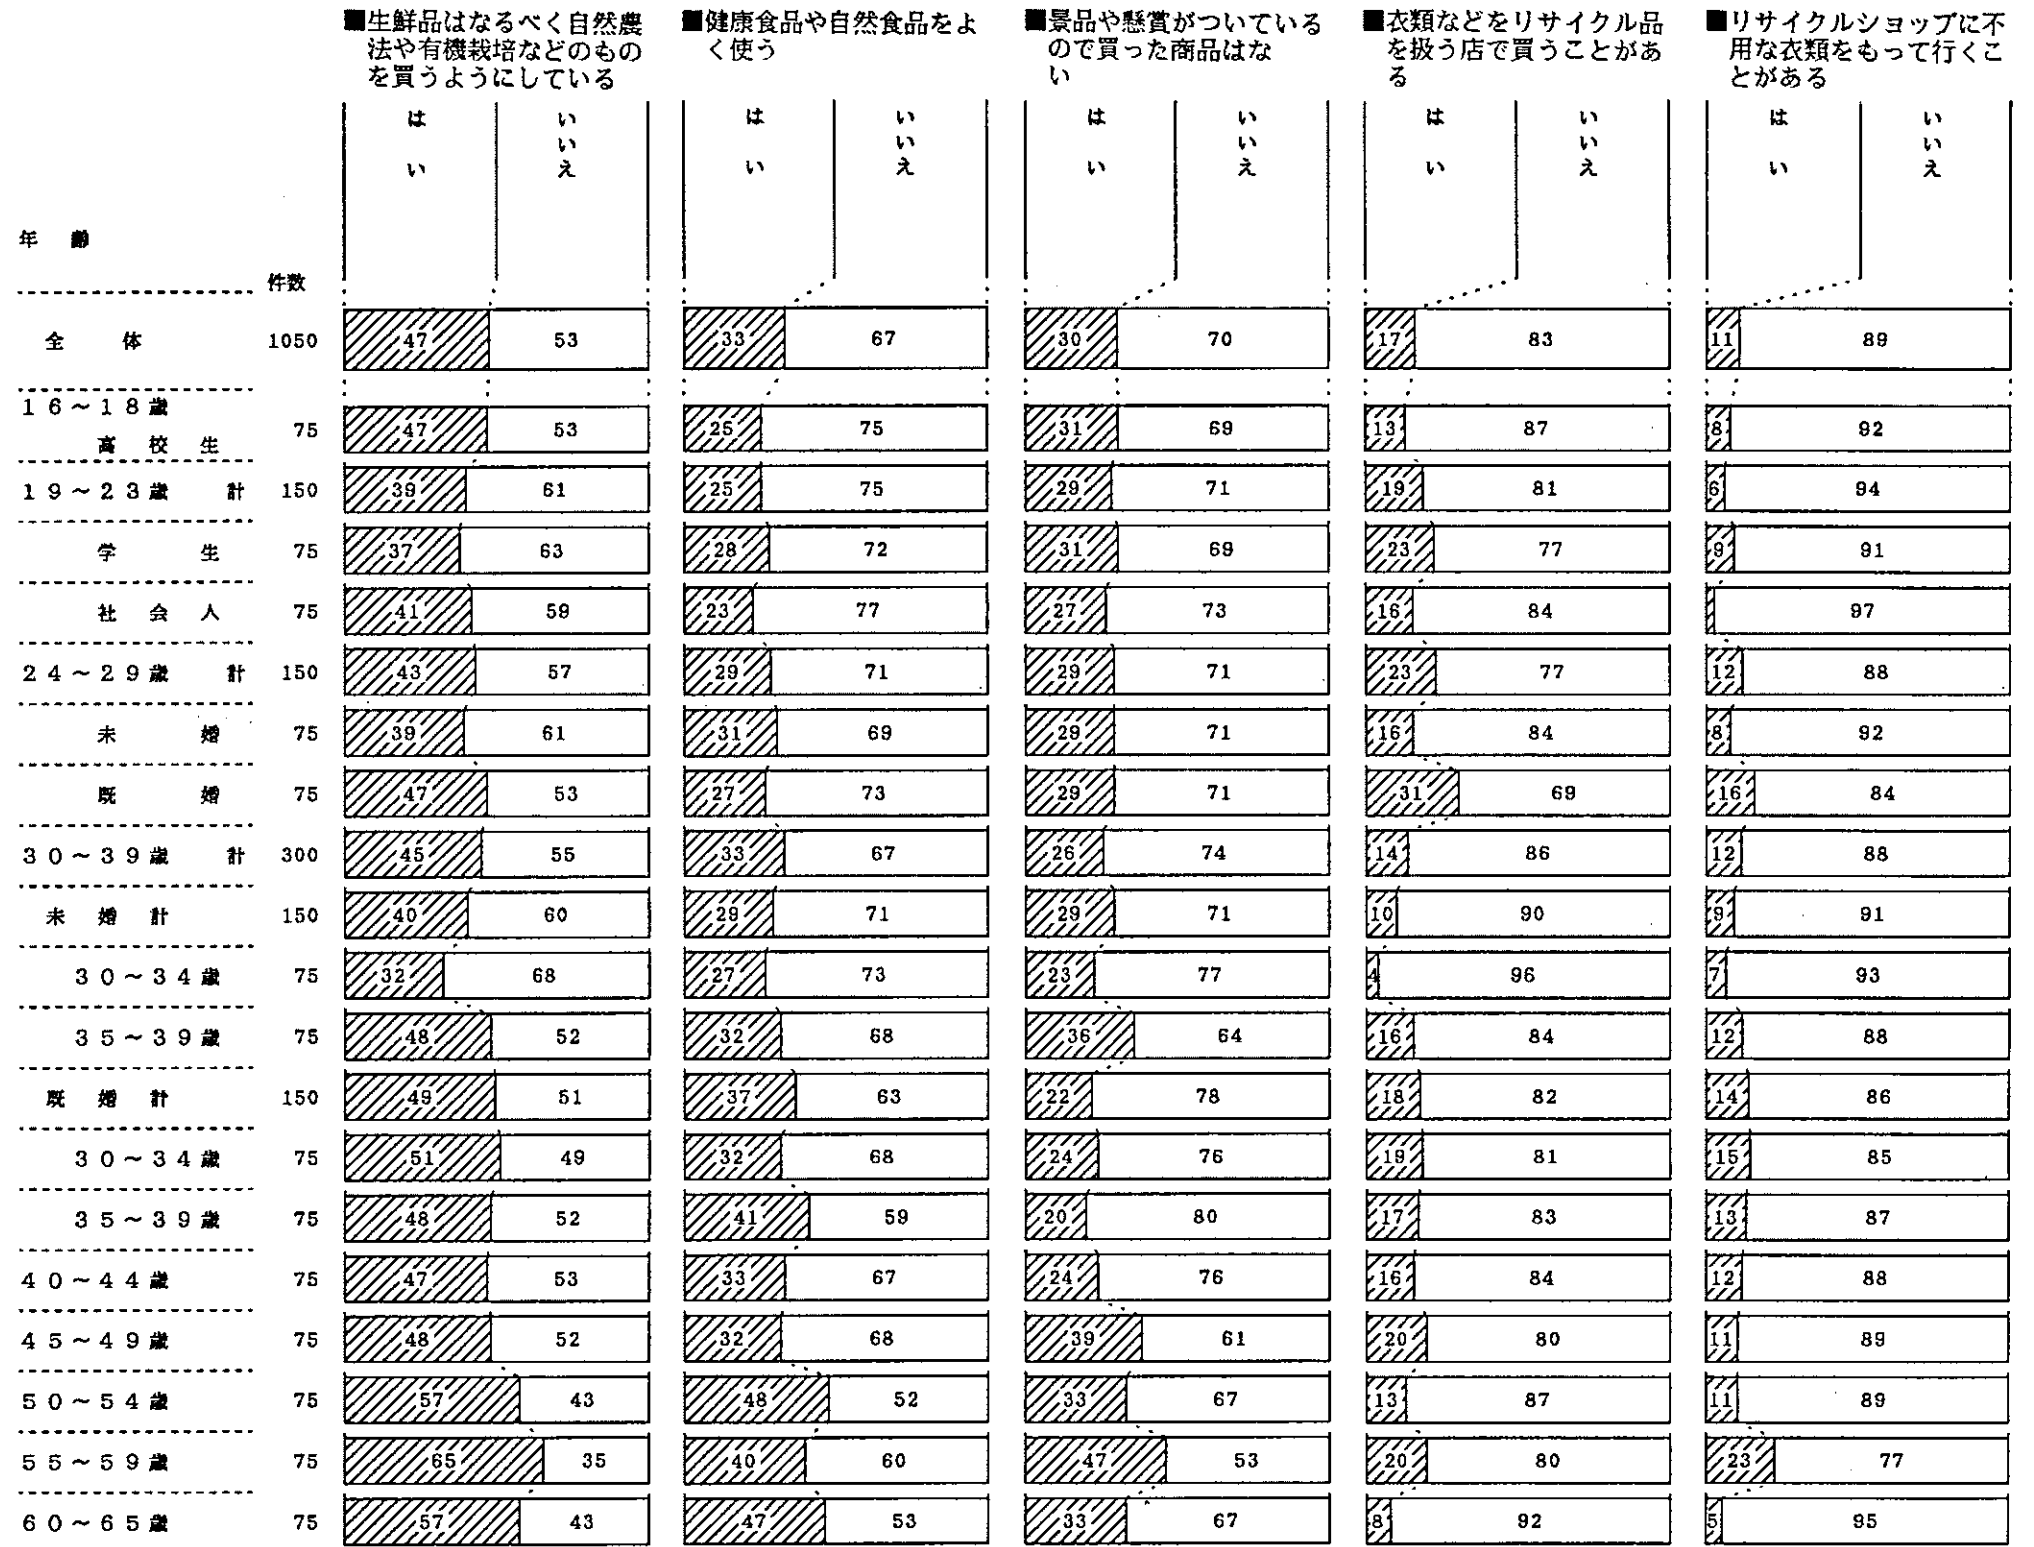 ■生鮮品はなるべく自然農
法や有機栽培などのもの
を買うようにしている
■健康食品や自然食品をよ
く使う
■景品や懸賞がついている
ので買った商品はな
い
■衣類などをリサイクル品
を扱う店で買うことがあ
る
■リサイクルショップに不
用な衣類をもって行くこ
とがある
はい いいえ はい いいえ はい いいえ はい いいえ はい いいえ
年齢
件数
全体 1050 47 53 33 67 30 70 17 83 11 89
16~18歳
高校生 75 47 53 25 75 31 69 13 87 8 92
19~23歳 計 150 39 61 25 75 29 71 19 81 6 94
学生 75 37 63 28 72 31 69 23 77 9 91
社会人 75 41 59 23 77 27 73 16 84 97
24~29歳 計 150 43 57 29 71 29 71 23 77 12 88
未婚 75 39 61 31 69 29 71 16 84 8 92
既婚 75 47 53 27 73 29 71 31 69 16 84
30~39歳 計 300 45 55 33 67 26 74 14 86 12 88
未婚計 150 40 60 29 71 29 71 10 90 9 91
30~34歳 75 32 68 27 73 23 77 4 96 7 93
35~39歳 75 48 52 32 68 36 64 16 84 12 88
既婚計 150 49 51 37 63 22 78 18 82 14 86
30~34歳 75 51 49 32 68 24 76 19 81 15 85
35~39歳 75 48 52 41 59 20 80 17 83 13 87
40~44歳 75 47 53 33 67 24 76 16 84 12 88
45~49歳 75 48 52 32 68 39 61 20 80 11 89
50~54歳 75 57 43 48 52 33 67 13 87 11 89
55~59歳 75 65 35 40 60 47 53 20 80 23 77
60~65歳 75 57 43 47 53 33 67 8 92 5 95